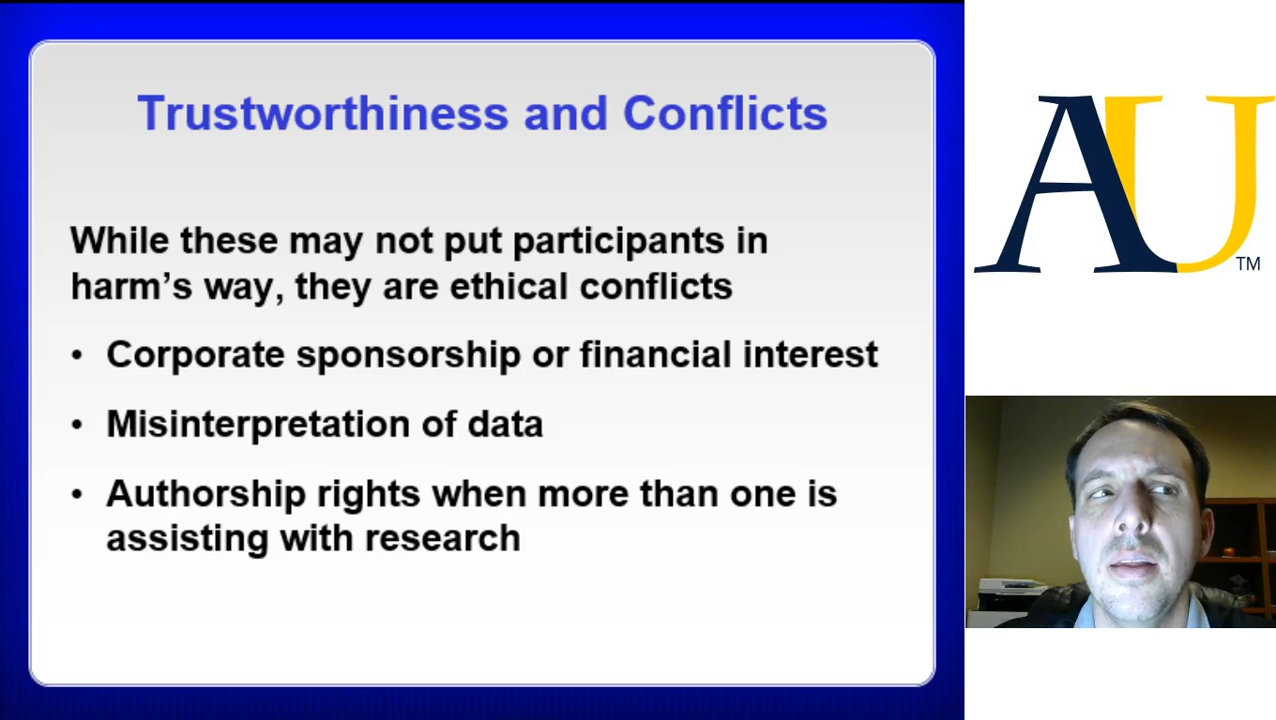 Trustworthiness and Conflicts
While these may not put participants in
harm's way, they are ethical conflicts
• Corporate sponsorship or financial interest
• Misinterpretation of data
• Authorship rights when more than one is
assisting with research
AU
TM